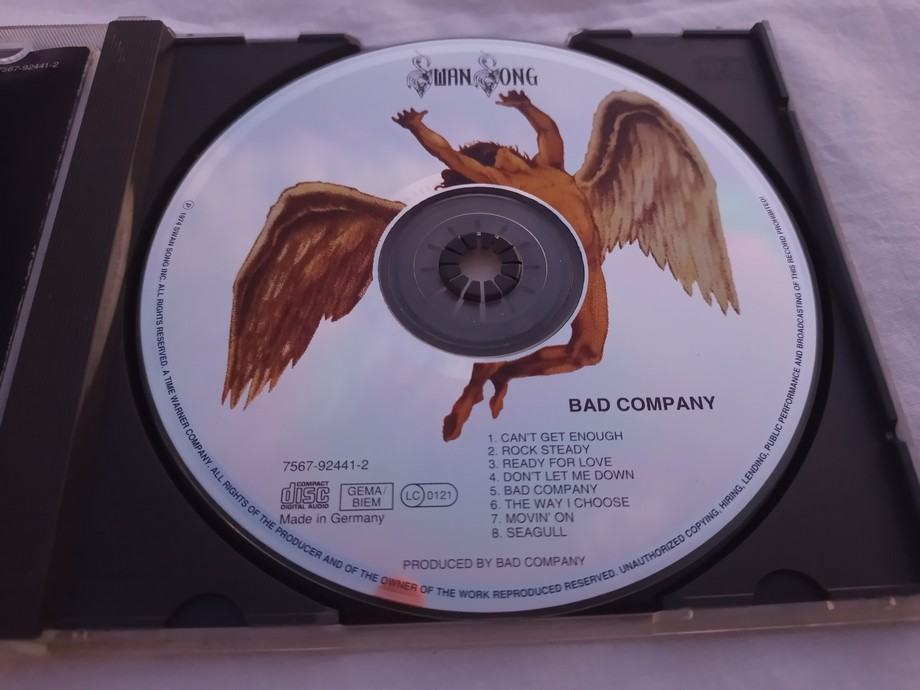 7567-92441-2
SWAN SONG
BAD COMPANY
1. CAN'T GET ENOUGH
2. ROCK STEADY
3. READY FOR LOVE
4. DON'T LET ME DOWN
5. BAD COMPANY
6. THE WAY I CHOOSE
7. MOVIN' ON
8. SEAGULL
7567-92441-2
COMPACT
disc
DIGITAL AUDIO
GEMA/
BIEM
LC 0121
Made in Germany
PRODUCED BY BAD COMPANY
℗ 1974 SWAN SONG INC. ALL RIGHTS RESERVED. A TIME WARNER COMPANY. ALL RIGHTS OF THE PRODUCER AND OF THE OWNER OF THE WORK REPRODUCED RESERVED. UNAUTHORIZED COPYING, HIRING, LENDING, PUBLIC PERFORMANCE AND BROADCASTING OF THIS RECORD PROHIBITED!